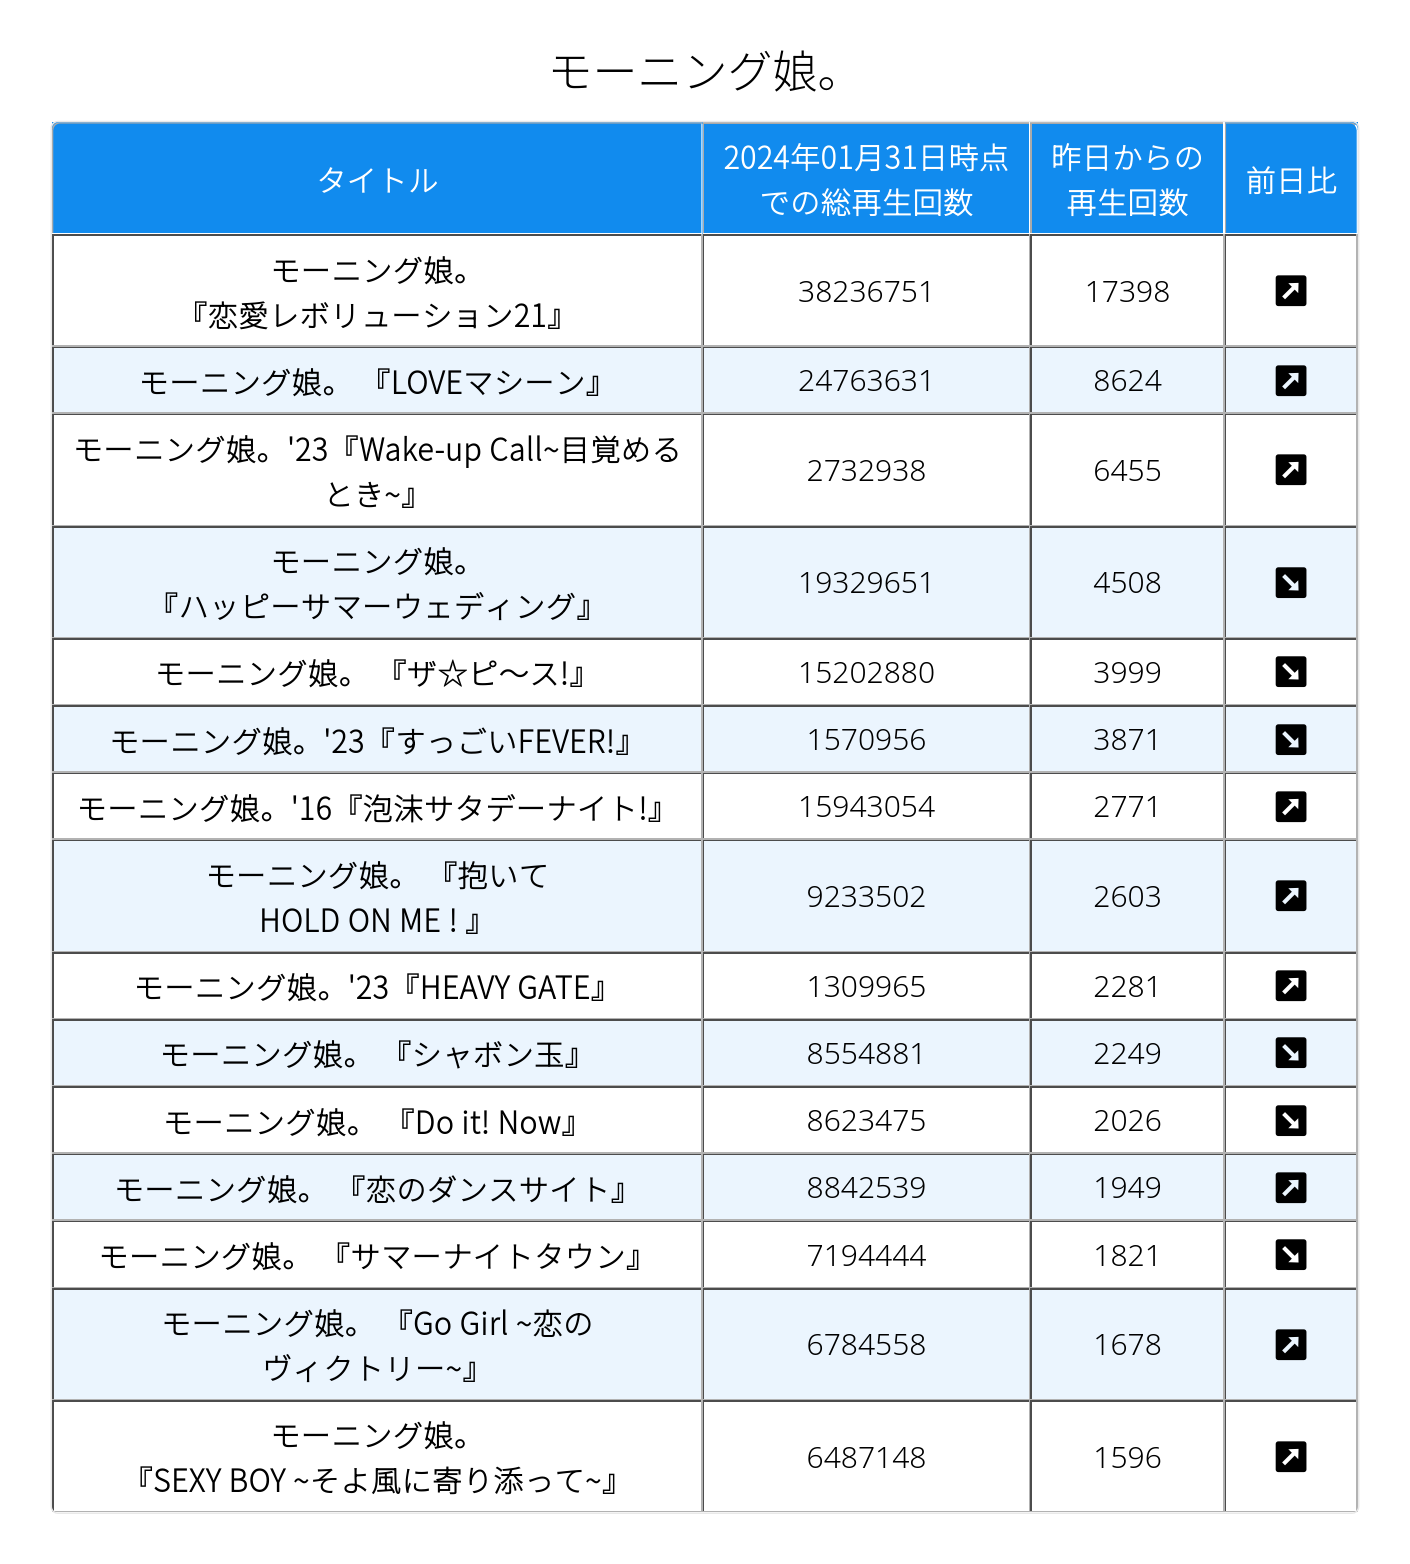 モーニング娘。
タイトル
2024年01月31日時点
での総再生回数
昨日からの
再生回数
前日比
モーニング娘。
『恋愛レボリューション21』
38236751
17398
モーニング娘。 『LOVEマシーン』
24763631
8624
モーニング娘。'23『Wake-up Call~目覚める
とき~』
2732938
6455
モーニング娘。
『ハッピーサマーウェディング』
19329651
4508
モーニング娘。 『ザ☆ピ〜ス!』
15202880
3999
モーニング娘。'23『すっごいFEVER!』
1570956
3871
モーニング娘。'16『泡沫サタデーナイト!』
15943054
2771
モーニング娘。 『抱いて
HOLD ON ME ! 』
9233502
2603
モーニング娘。'23『HEAVY GATE』
1309965
2281
モーニング娘。 『シャボン玉』
8554881
2249
モーニング娘。 『Do it! Now』
8623475
2026
モーニング娘。 『恋のダンスサイト』
8842539
1949
モーニング娘。 『サマーナイトタウン』
7194444
1821
モーニング娘。 『Go Girl ~恋の
ヴィクトリー~』
6784558
1678
モーニング娘。
『SEXY BOY ~そよ風に寄り添って~』
6487148
1596